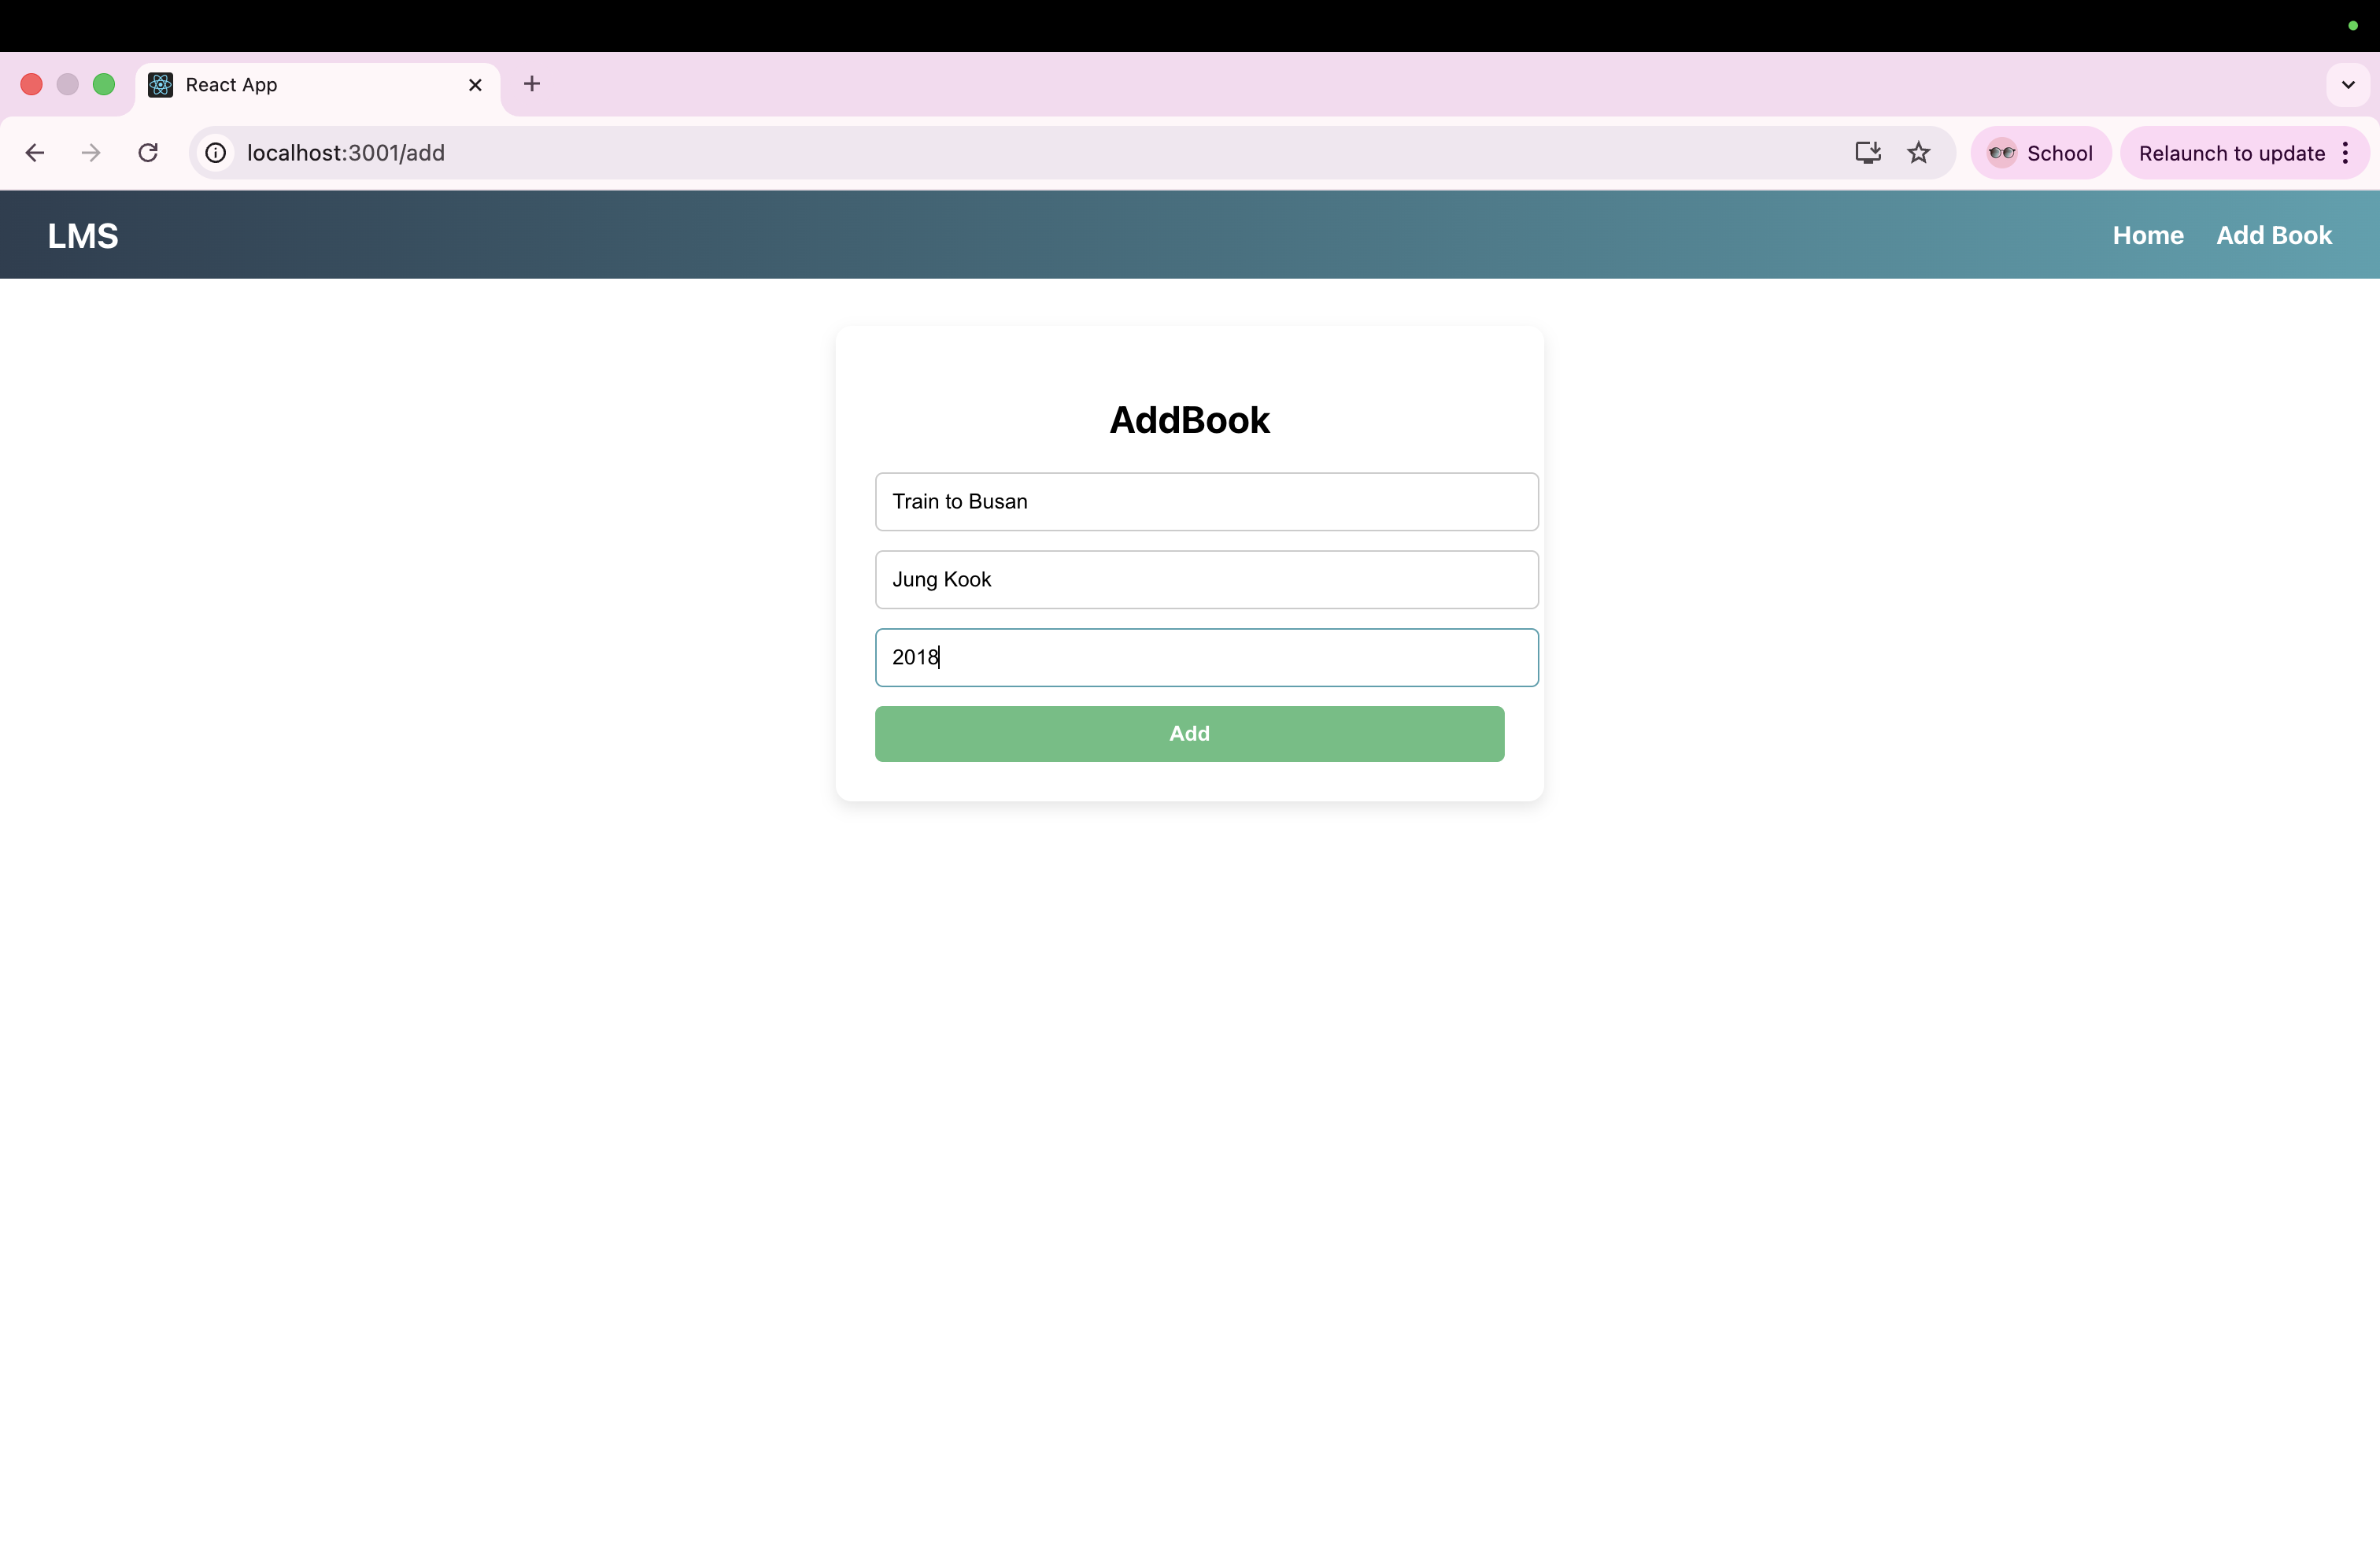 React App
localhost:3001/add
School
Relaunch to update
LMS
Home
Add Book
AddBook
Train to Busan
Jung Kook
2018
Add